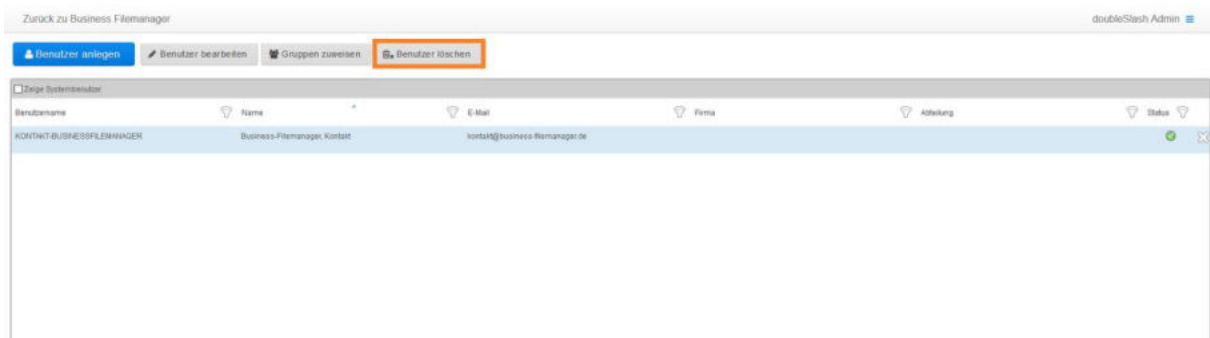 Zurück zu Business Filemanager
doubleSlash Admin
Benutzer anlegen Benutzer bearbeiten Gruppen zuweisen Benutzer löschen
Zeige Systembenutzer
Benutzername Name E-Mail Firma Abteilung Status
KONTAKT-BUSINESSFILEMANAGER Business-Filemanager, Kontakt kontakt@business-filemanager.de